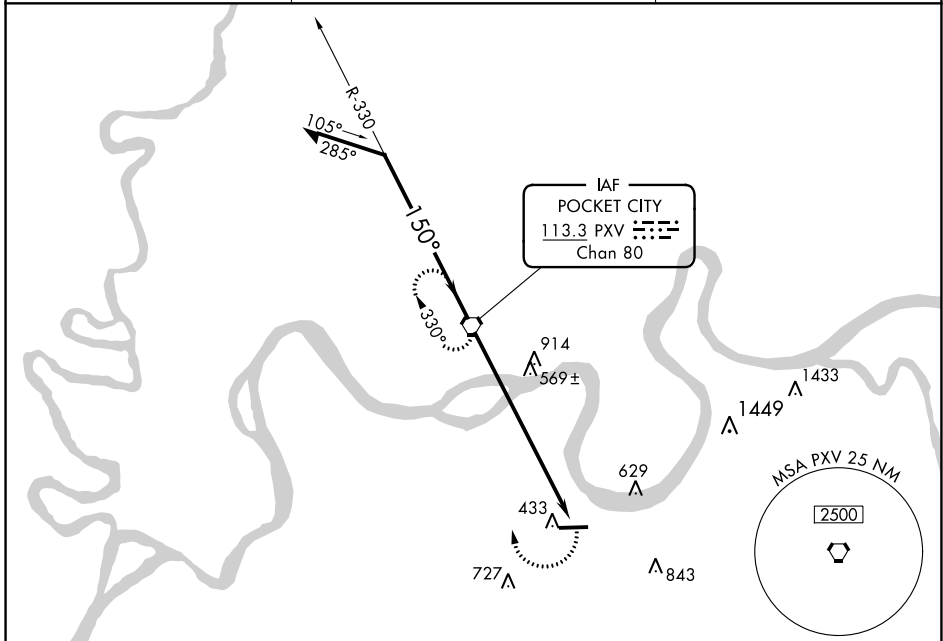 R-330
105°
285°
150°
IAF
POCKET CITY
113.3 PXV
Chan 80
330°
914
569±
1433
1449
629
433
727
843
MSA PXV 25 NM
2500